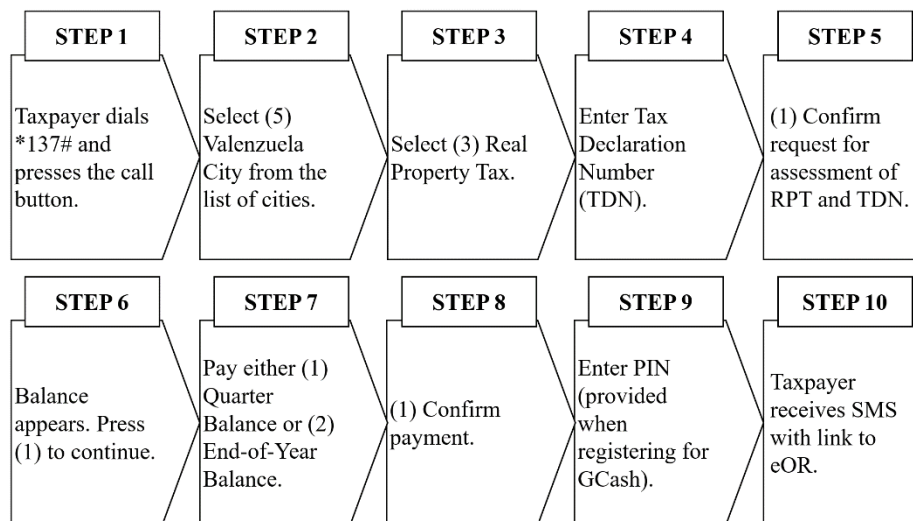 STEP 1
Taxpayer dials
*137# and
presses the call
button.
STEP 2
Select (5)
Valenzuela
City from the
list of cities.
STEP 3
Select (3) Real
Property Tax.
STEP 4
Enter Tax
Declaration
Number
(TDN).
STEP 5
(1) Confirm
request for
assessment of
RPT and TDN.
STEP 6
Balance
appears. Press
(1) to continue.
STEP 7
Pay either (1)
Quarter
Balance or (2)
End-of-Year
Balance.
STEP 8
(1) Confirm
payment.
STEP 9
Enter PIN
(provided
when
registering for
GCash).
STEP 10
Taxpayer
receives SMS
with link to
eOR.